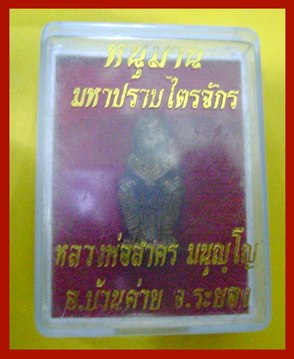 หนุมาน
มหาปราบไตรจักร
หลวงพ่อสาคร มนุญฺโญ
อ.บ้านค่าย จ.ระยอง